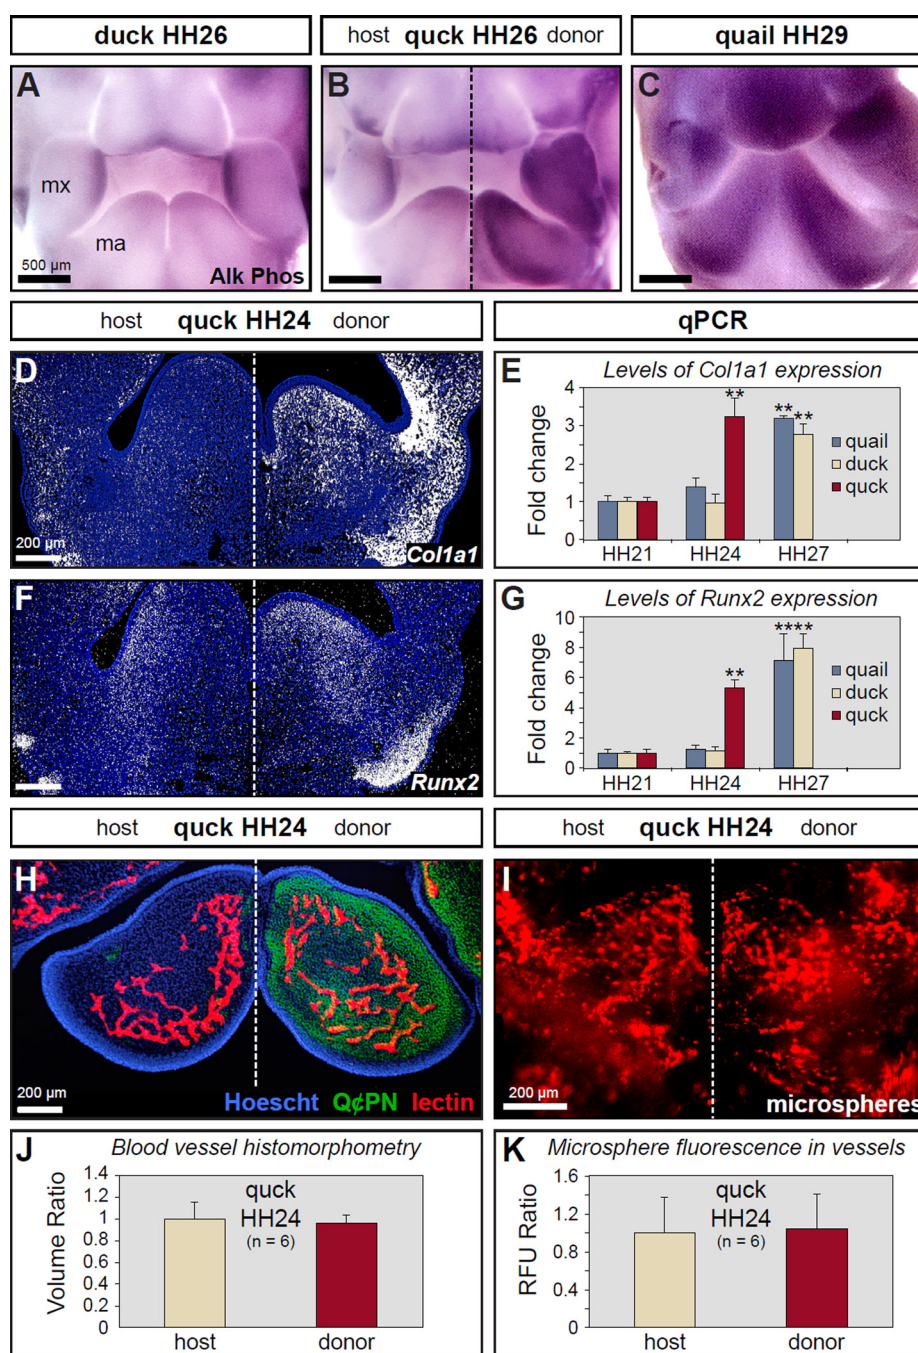 duck HH26
host quck HH26 donor
quail HH29
A
mx
ma
500 µm
Alk Phos
B
C
host quck HH24 donor
qPCR
D
200 µm
Col1a1
E
Levels of Col1a1 expression
Fold change
4
3
2
1
0
** ** **
quail
duck
quck
HH21 HH24 HH27
F
Runx2
G
Levels of Runx2 expression
Fold change
10
8
6
4
2
0
** ****
quail
duck
quck
HH21 HH24 HH27
host quck HH24 donor
host quck HH24 donor
H
200 µm
Hoescht Q¢PN lectin
I
200 µm
microspheres
J
Blood vessel histomorphometry
Volume Ratio
1.4
1.2
1
0.8
0.6
0.4
0.2
0
quck
HH24
(n = 6)
host donor
K
Microsphere fluorescence in vessels
RFU Ratio
1.6
1.2
0.8
0.4
0
quck
HH24
(n = 6)
host donor